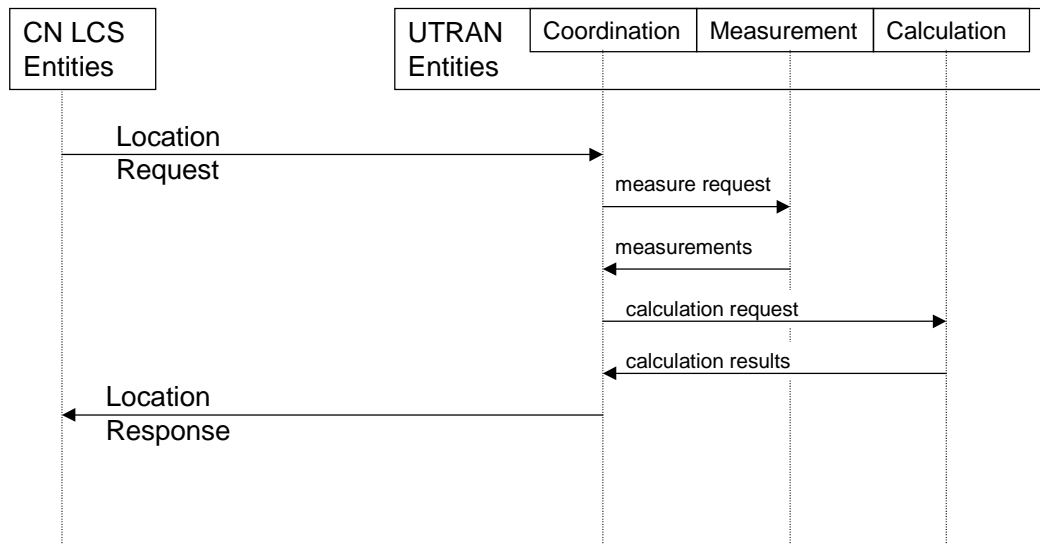 CN LCS
Entities
UTRAN
Entities
Coordination
Measurement
Calculation
Location
Request
measure request
measurements
calculation request
calculation results
Location
Response